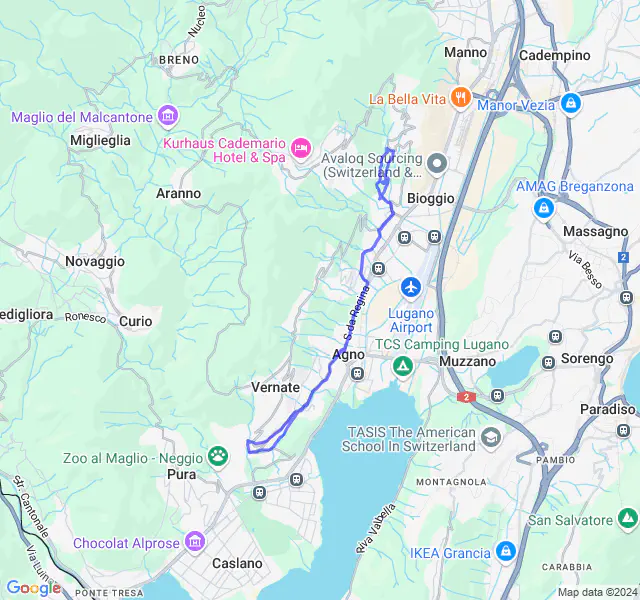 Nucleo
Manno
Cadempino
BRENO
La Bella Vita
Manor Vezia
Maglio del Malcantone
Miglieglia
Kurhaus Cademario
Hotel & Spa
Avaloq Sourcing
(Switzerland &...
AMAG Breganzona
Aranno
Bioggio
Massagno
Novaggio
Via Besso
2
edigliora
Ronesco
Curio
S.da Regina
Lugano
Airport
TCS Camping Lugano
Agno
Muzzano
Sorengo
Vernate
2
Paradiso
TASIS The American
School In Switzerland
Zoo al Maglio - Neggio
Pura
PAMBIO
MONTAGNOLA
sfr. Cantonale
Riva Valbella
San Salvatore
Chocolat Alprose
IKEA Grancia
Via Luin
Caslano
CARABBIA
PONTE TRESA
Google
Map data ©2024